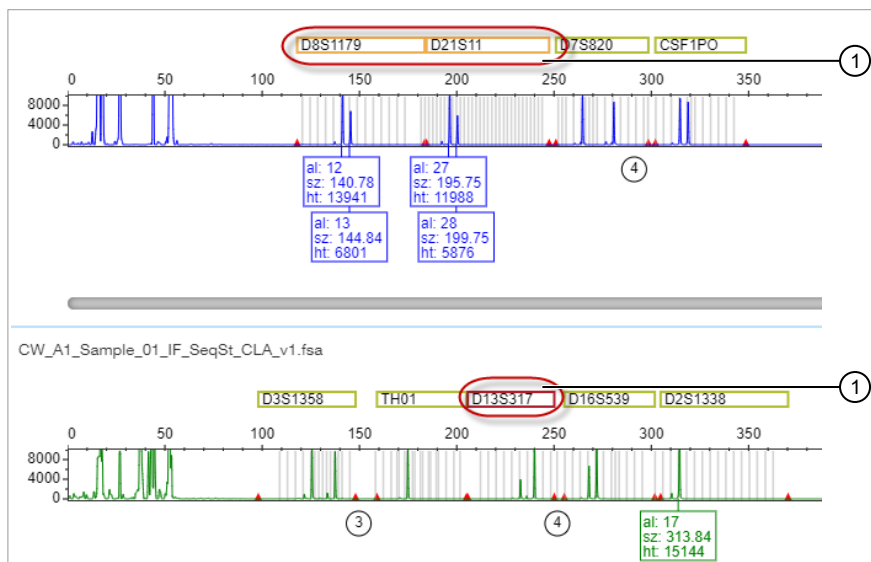 D8S1179 D21S11 D7S820 CSF1PO
1
0 50 100 150 200 250 300 350
8000
4000
0
4
al: 12
sz: 140.78
ht: 13941
al: 27
sz: 195.75
ht: 11988
al: 13
sz: 144.84
ht: 6801
al: 28
sz: 199.75
ht: 5876
CW_A1_Sample_01_IF_SeqSt_CLA_v1.fsa
1
D3S1358 TH01 D13S317 D16S539 D2S1338
0 50 100 150 200 250 300 350
8000
4000
0
3 4
al: 17
sz: 313.84
ht: 15144